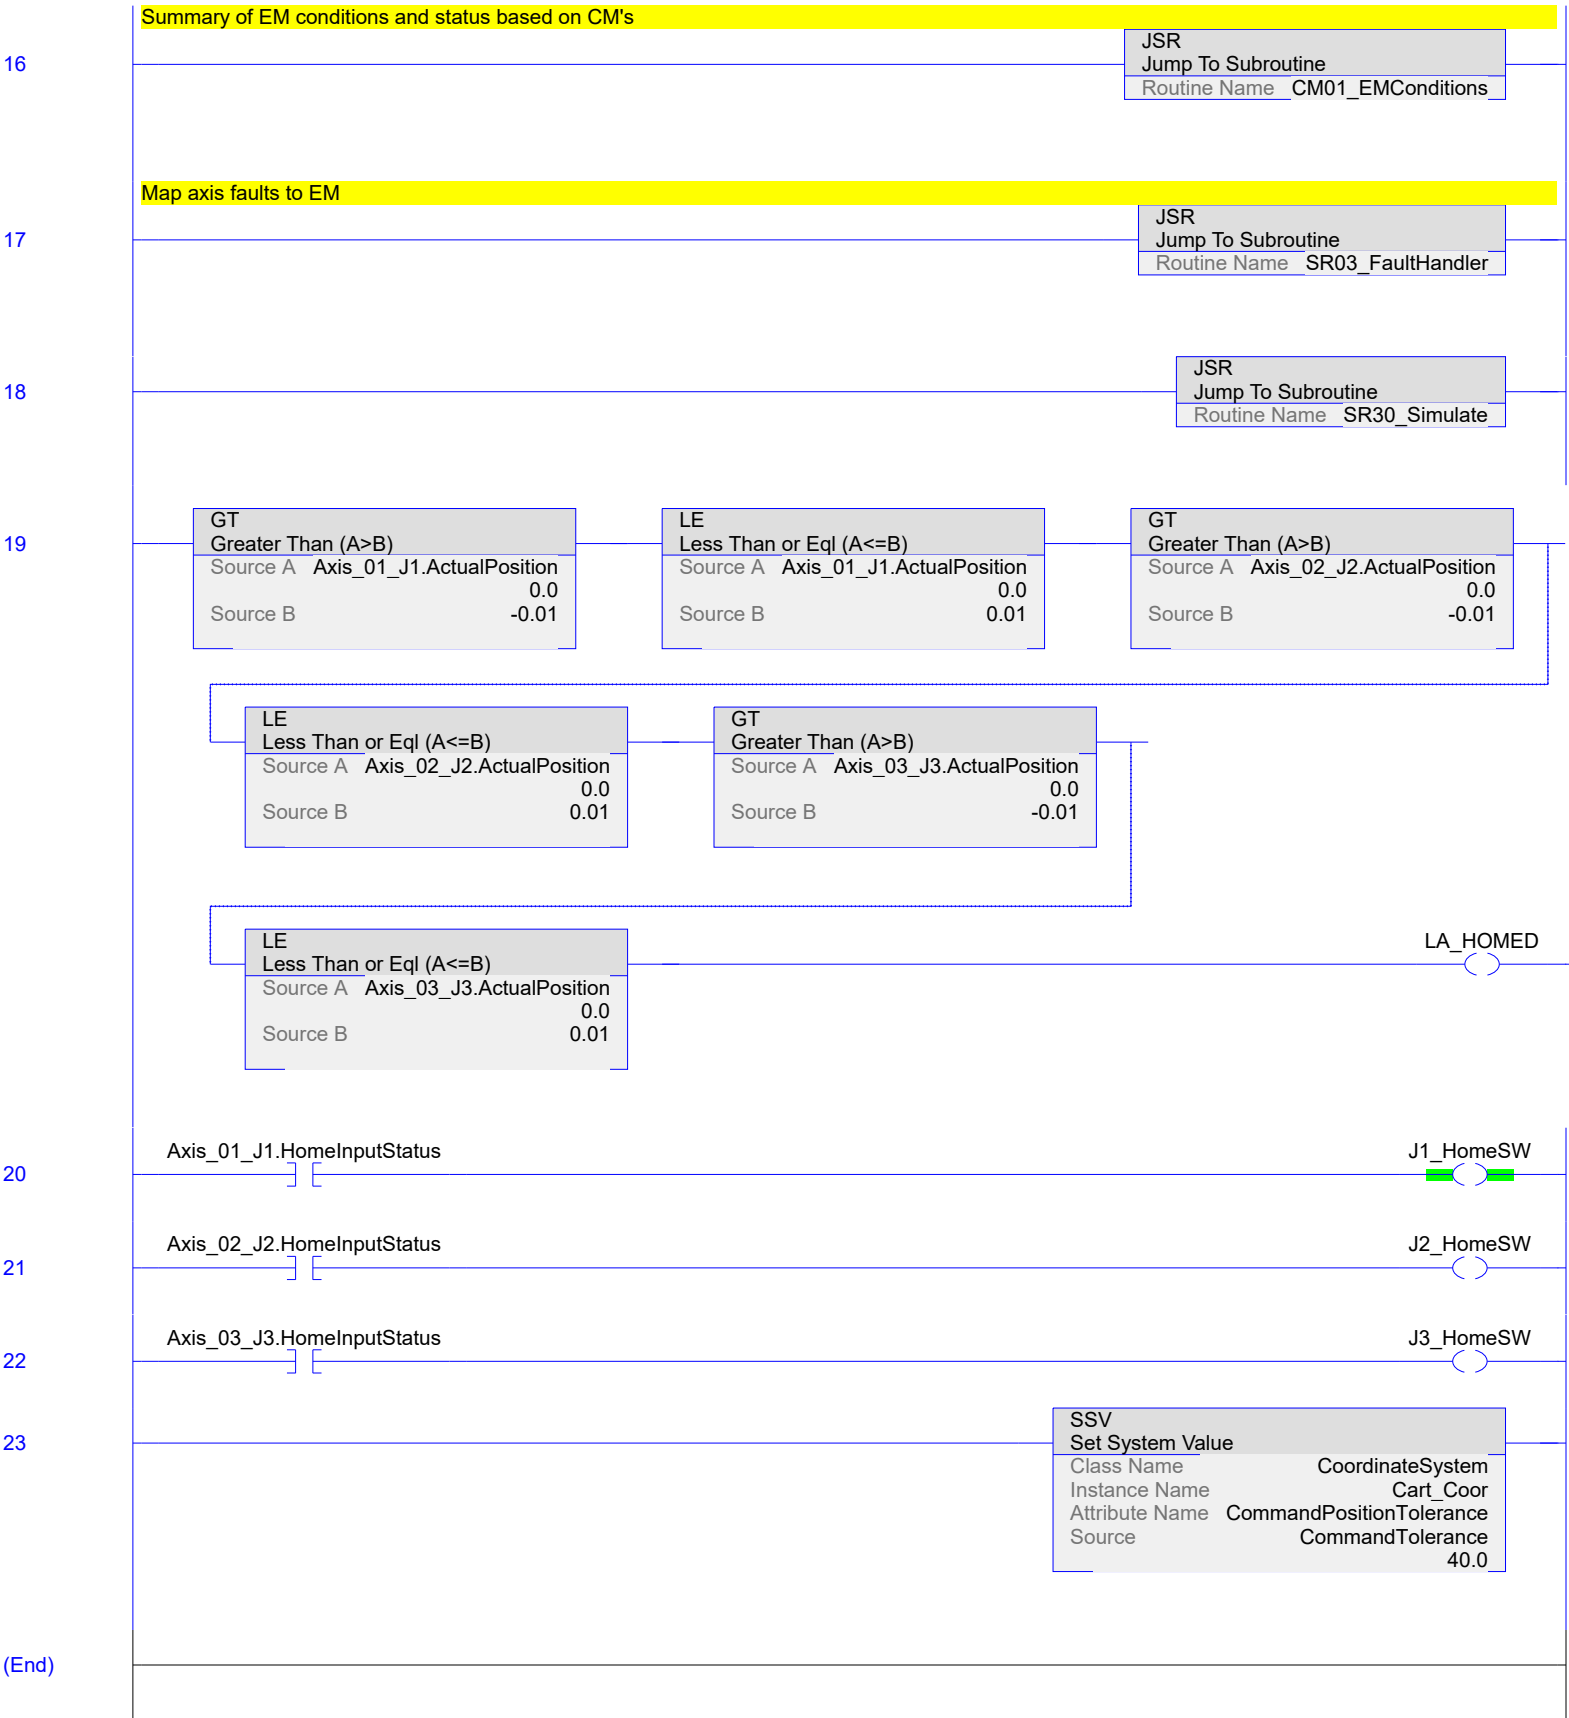 Summary of EM conditions and status based on CM's
16
JSR
Jump To Subroutine
Routine Name CM01_EMConditions
Map axis faults to EM
17
JSR
Jump To Subroutine
Routine Name SR03_FaultHandler
18
JSR
Jump To Subroutine
Routine Name SR30_Simulate
19
GT
Greater Than (A>B)
Source A Axis_01_J1.ActualPosition
0.0
Source B -0.01
LE
Less Than or Eql (A<=B)
Source A Axis_01_J1.ActualPosition
0.0
Source B 0.01
GT
Greater Than (A>B)
Source A Axis_02_J2.ActualPosition
0.0
Source B -0.01
LE
Less Than or Eql (A<=B)
Source A Axis_02_J2.ActualPosition
0.0
Source B 0.01
GT
Greater Than (A>B)
Source A Axis_03_J3.ActualPosition
0.0
Source B -0.01
LE
Less Than or Eql (A<=B)
Source A Axis_03_J3.ActualPosition
0.0
Source B 0.01
LA_HOMED
20
Axis_01_J1.HomeInputStatus
J1_HomeSW
21
Axis_02_J2.HomeInputStatus
J2_HomeSW
22
Axis_03_J3.HomeInputStatus
J3_HomeSW
23
SSV
Set System Value
Class Name CoordinateSystem
Instance Name Cart_Coor
Attribute Name CommandPositionTolerance
Source CommandTolerance
40.0
(End)